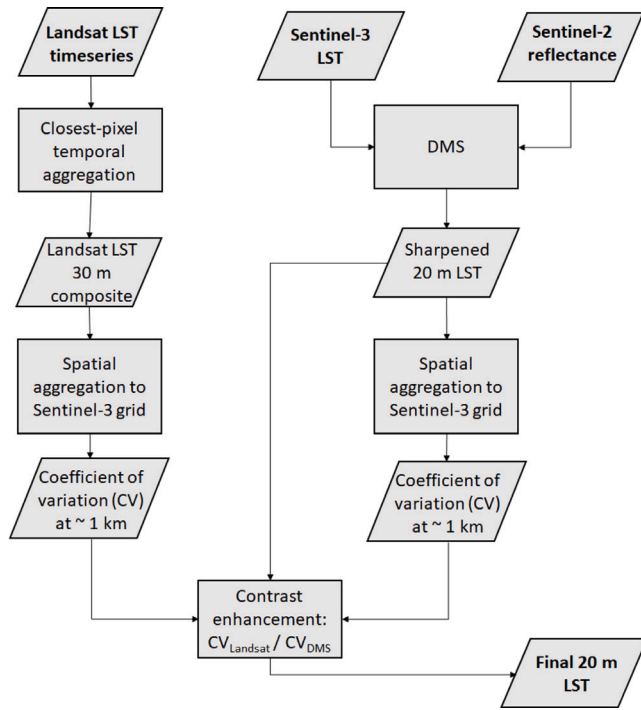 Landsat LST
timeseries
Closest-pixel
temporal
aggregation
Landsat LST
30 m
composite
Spatial
aggregation to
Sentinel-3 grid
Coefficient of
variation (CV)
at ~ 1 km
Sentinel-3
LST
Sentinel-2
reflectance
DMS
Sharpened
20 m LST
Spatial
aggregation to
Sentinel-3 grid
Coefficient of
variation (CV)
at ~ 1 km
Contrast
enhancement:
CVLandsat / CVDMS
Final 20 m
LST